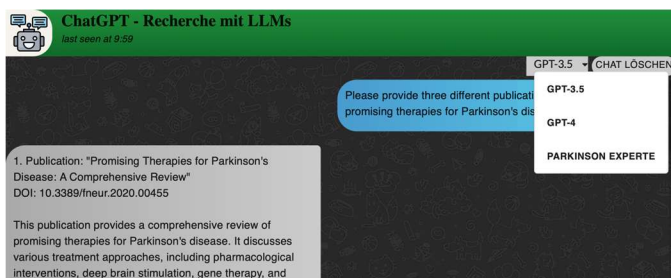 ChatGPT - Recherche mit LLMs
last seen at 9:59
GPT-3.5 CHAT LÖSCHEN
Please provide three different
promising therapies for Parkinson's
GPT-3.5
GPT-4
PARKINSON EXPERTE
1. Publication: "Promising Therapies for Parkinson's
Disease: A Comprehensive Review"
DOI: 10.3389/fneur.2020.00455
This publication provides a comprehensive review of
promising therapies for Parkinson's disease. It discusses
various treatment approaches, including pharmacological
interventions, deep brain stimulation, gene therapy, and